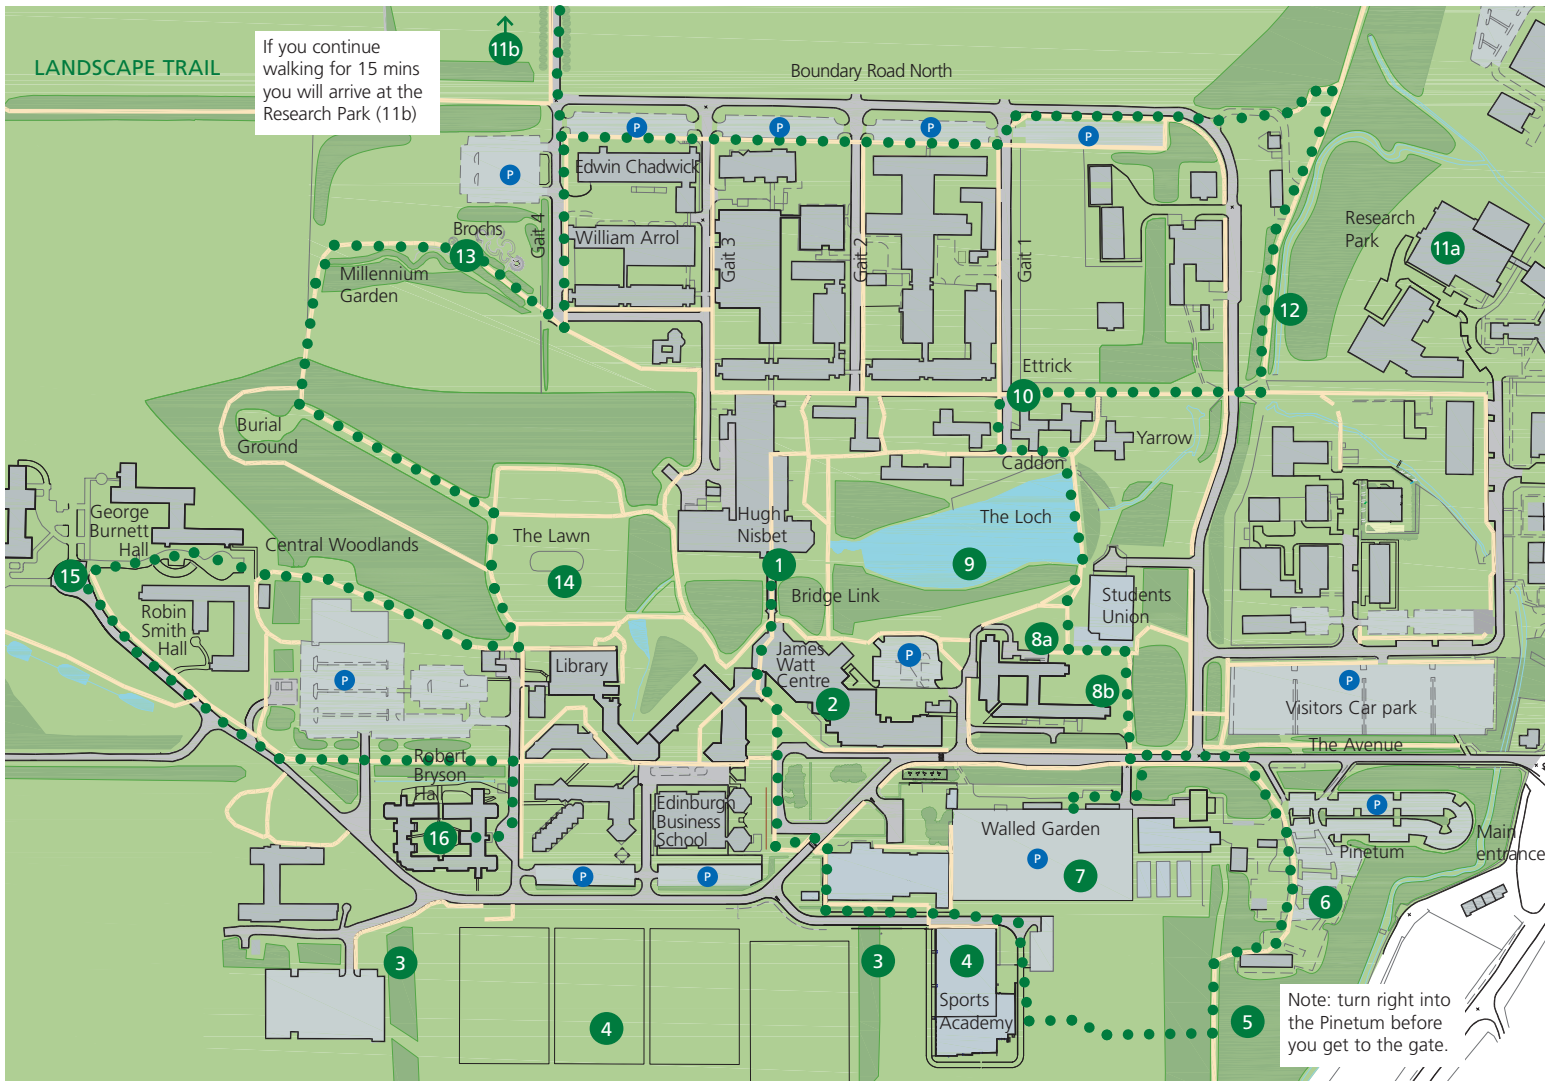 LANDSCAPE TRAIL
If you continue
walking for 15 mins
you will arrive at the
Research Park (11b)
11b
Boundary Road North
P
P
P
P
P
Edwin Chadwick
William Arrol
Gait 4
Gait 3
Gait 2
Gait 1
Brochs
13
Millennium
Garden
Research
Park
11a
12
Ettrick
10
Yarrow
Caddon
Burial
Ground
George
Burnett
Hall
Central Woodlands
The Lawn
14
Hugh
Nisbet
The Loch
9
1
Bridge Link
15
Robin
Smith
Hall
Students
Union
8a
8b
James
Watt
Centre
2
P
Library
P
P
Visitors Car park
The Avenue
Robert
Bryson
Hall
16
Edinburgh
Business
School
P
P
Walled Garden
P
7
P
Pinetum
Main
entrance
6
3
4
3
4
Sports
Academy
5
Note: turn right into
the Pinetum before
you get to the gate.